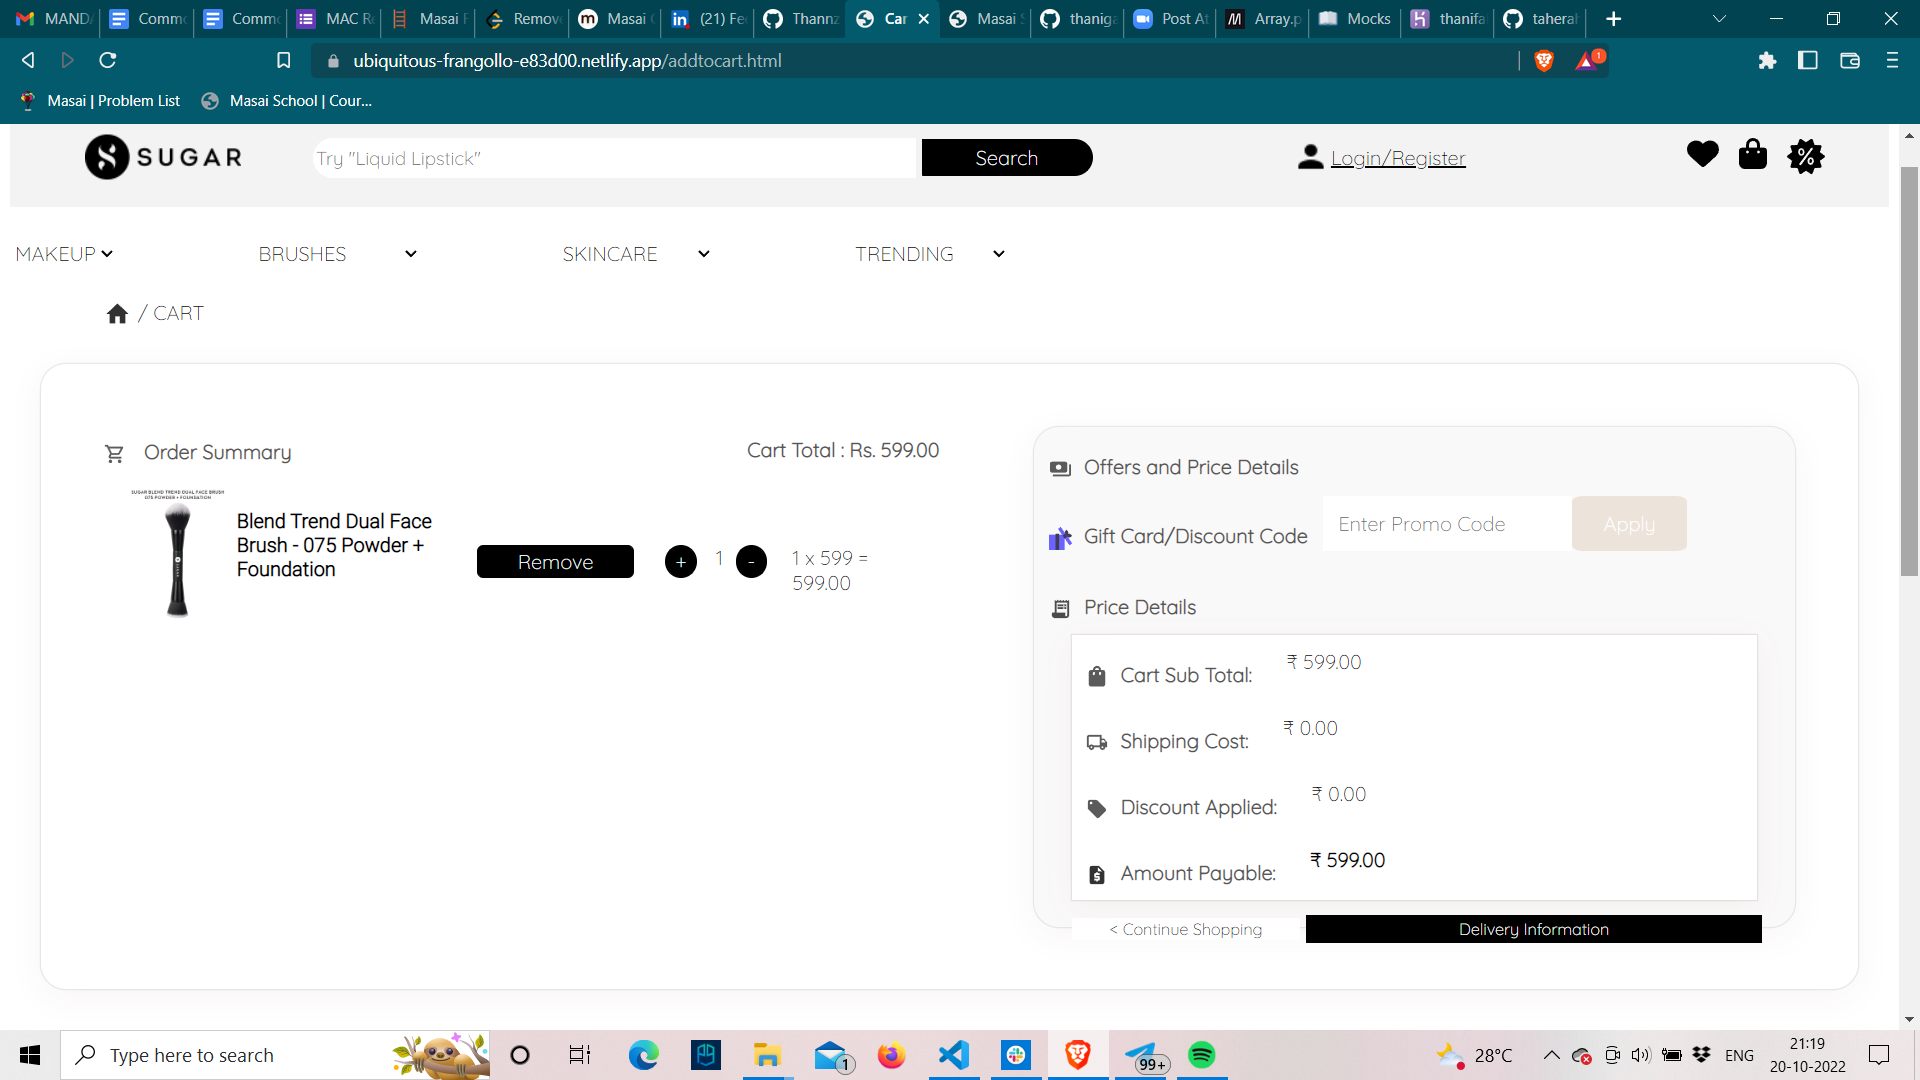 MANDA
Comm
Comm
MAC Re
Masai F
Remov
Masai
(21) Fe
Thannz
Car
Masai S
thaniga
Post At
Array.p
Mocks
thanifa
tahera
ubiquitous-frangollo-e83d00.netlify.app/addtocart.html
1
Masai | Problem List
Masai School | Cour...
SUGAR
Try "Liquid Lipstick"
Search
Login/Register
%
MAKEUP
BRUSHES
SKINCARE
TRENDING
/ CART
Order Summary
Cart Total : Rs. 599.00
SUGAR BLEND TREND DUAL FACE BRUSH
075 POWDER + FOUNDATION
Blend Trend Dual Face
Brush - 075 Powder +
Foundation
Remove
+
1
-
1 x 599 =
599.00
Offers and Price Details
Gift Card/Discount Code
Enter Promo Code
Apply
Price Details
Cart Sub Total:
₹ 599.00
Shipping Cost:
₹ 0.00
Discount Applied:
₹ 0.00
Amount Payable:
₹ 599.00
< Continue Shopping
Delivery Information
Type here to search
1
99+
28°C
ENG
21:19
20-10-2022